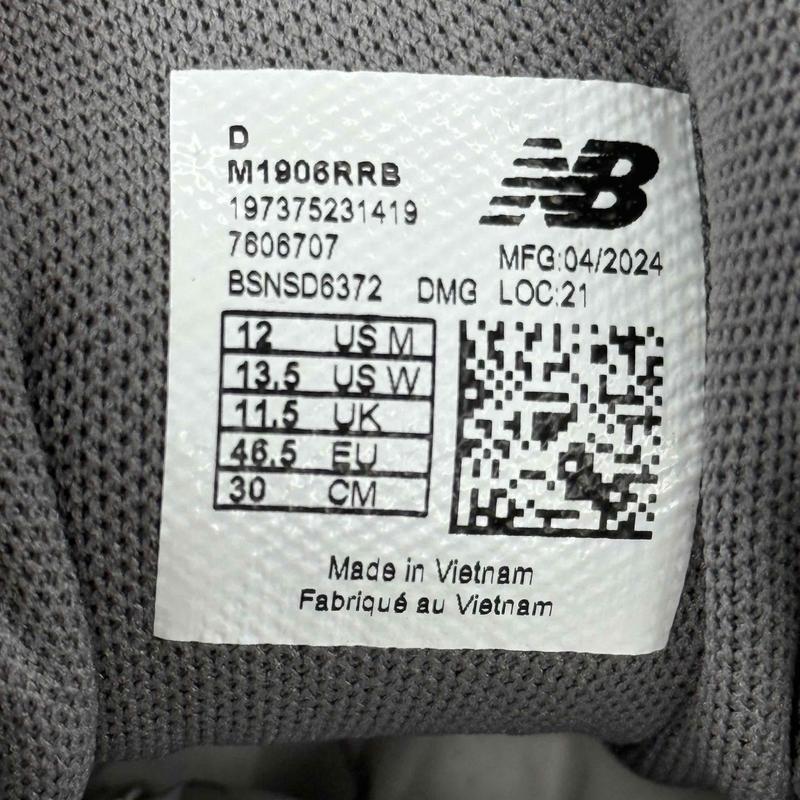 D
M1906RRB
197375231419
7606707
BSNSD6372 DMG
NB
MFG:04/2024
LOC:21
12 US M
13.5 US W
11.5 UK
46.5 EU
30 CM
Made in Vietnam
Fabriqué au Vietnam